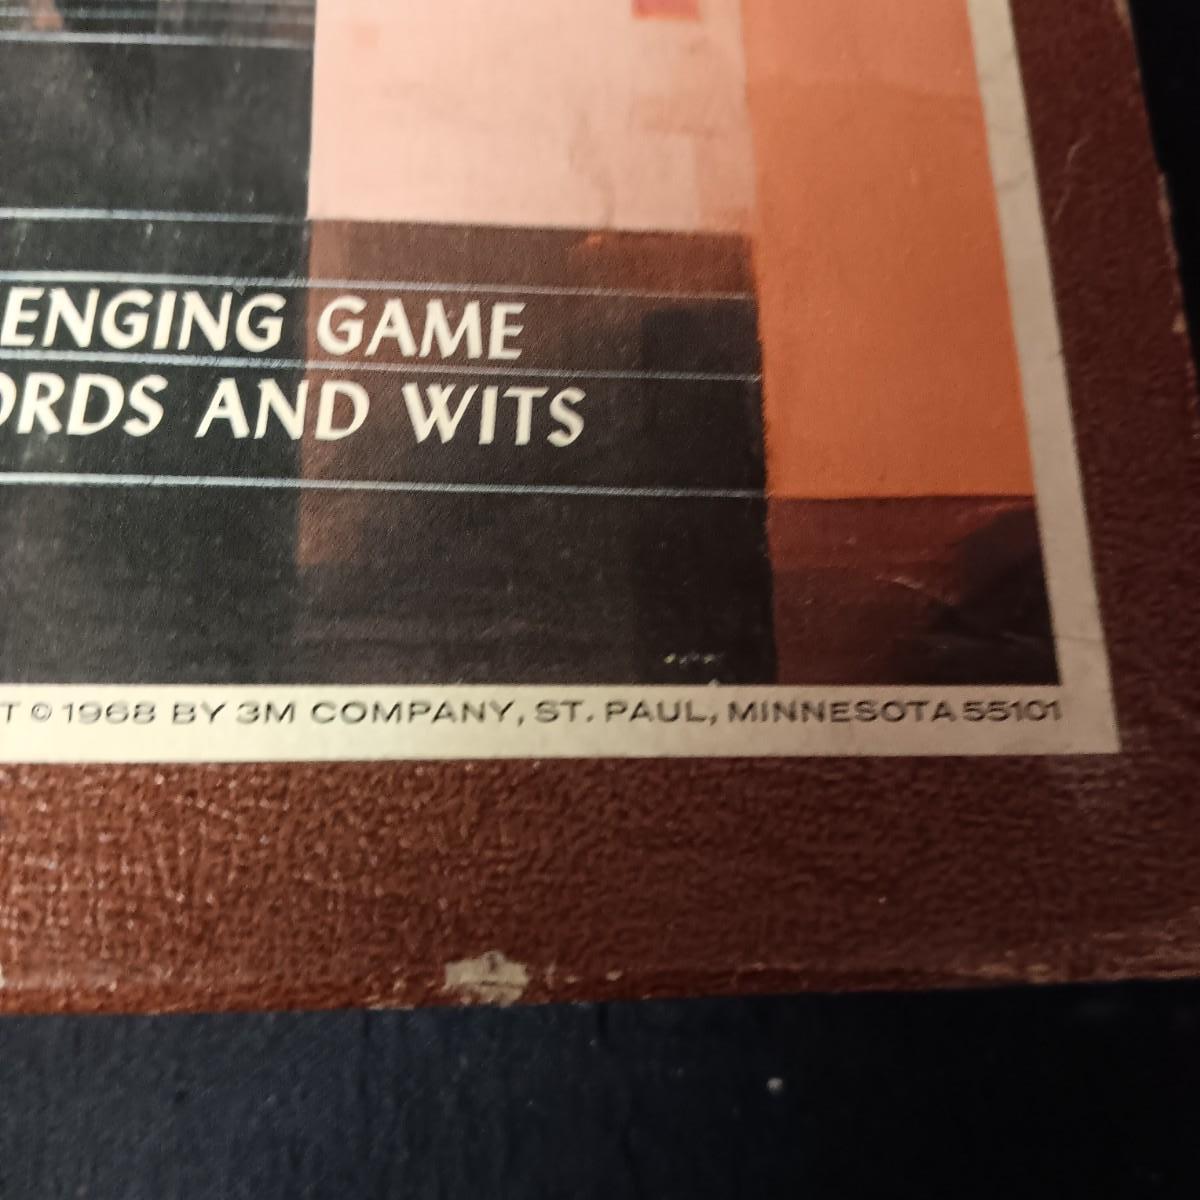 ENGING GAME
ORDS AND WITS
T © 1968 BY 3M COMPANY, ST. PAUL, MINNESOTA 55101